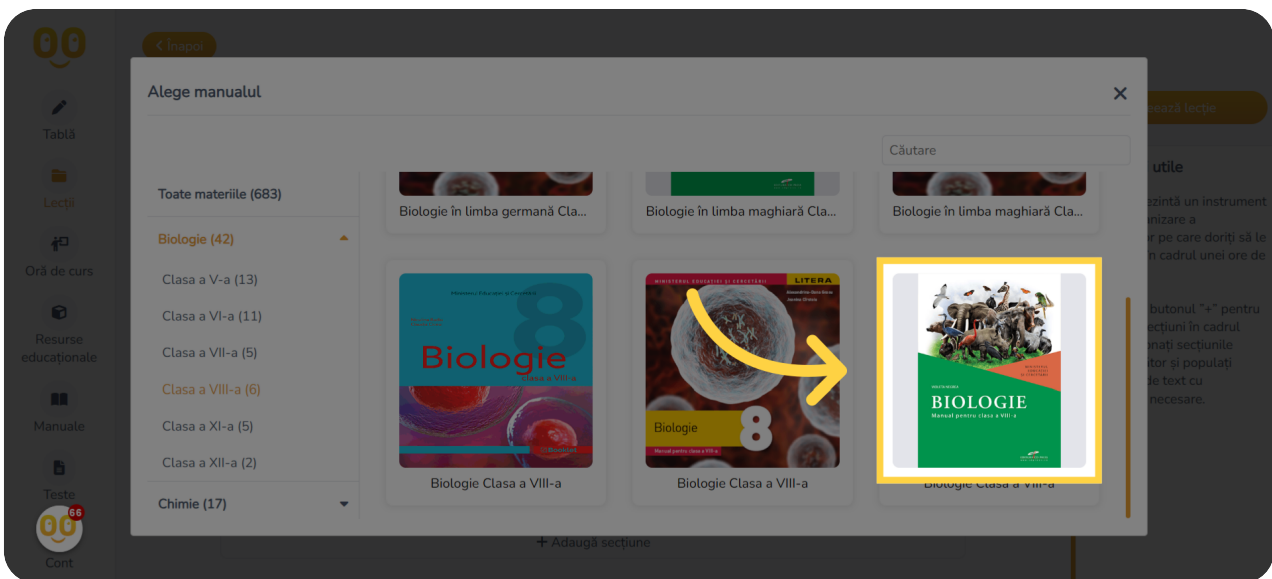 Înapoi
Tablă
Lecții
Oră de curs
Resurse
educaționale
Manuale
Teste
66
Cont
Alege manualul
Căutare
Toate materiile (683)
Biologie (42)
Clasa a V-a (13)
Clasa a VI-a (11)
Clasa a VII-a (5)
Clasa a VIII-a (6)
Clasa a XI-a (5)
Clasa a XII-a (2)
Chimie (17)
Biologie în limba germană Cla...
Biologie în limba maghiară Cla...
Biologie în limba maghiară Cla...
8
Biologie
clasa a VIII-a
Biologie Clasa a VIII-a
MINISTERUL EDUCAȚIEI ȘI CERCETĂRII
LITERA
Biologie
8
Manual pentru clasa a VIII-a
Biologie Clasa a VIII-a
BIOLOGIE
Manual pentru clasa a VIII-a
Biologie Clasa a VIII-a
+ Adaugă secțiune
ează lecție
utile
ezintă un instrument
nizare a
r pe care doriți să le
n cadrul unei ore de
butonul "+" pentru
ecțiuni în cadrul
onați secțiunile
tor și populați
de text cu
necesare.